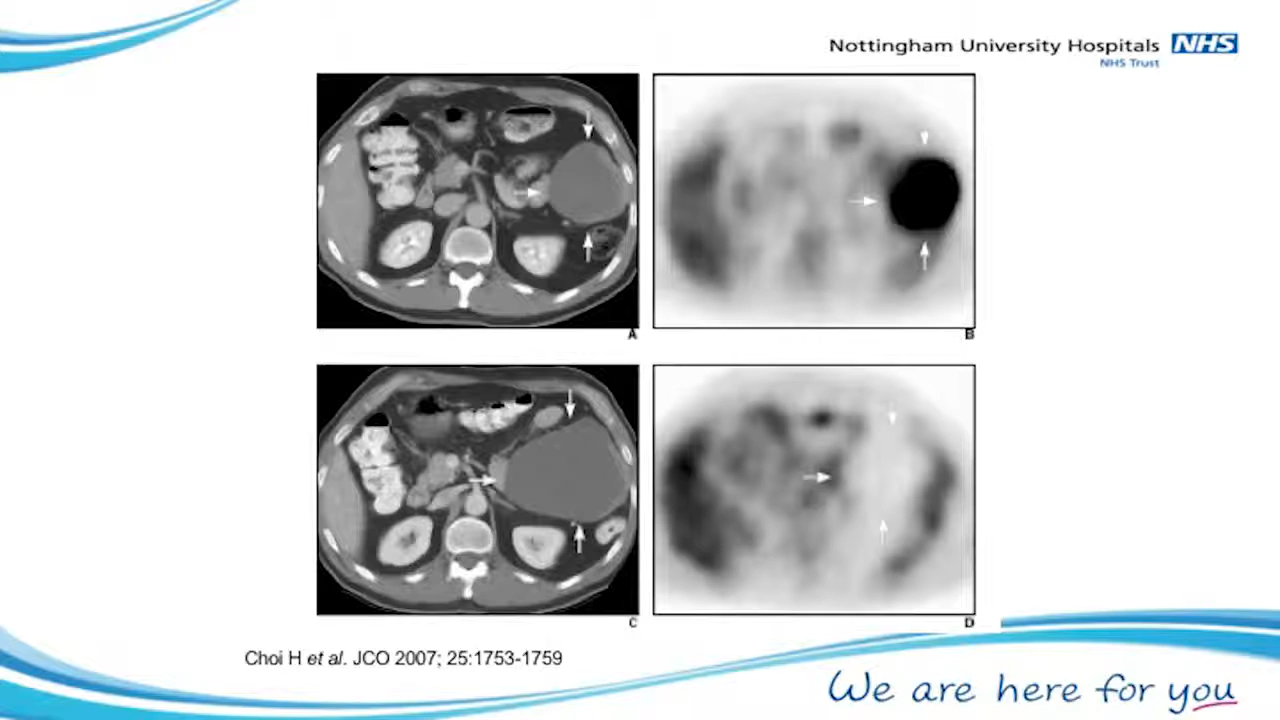 Nottingham University Hospitals NHS
NHS Trust
A
B
C
D
Choi H et al. JCO 2007; 25:1753-1759
We are here for you